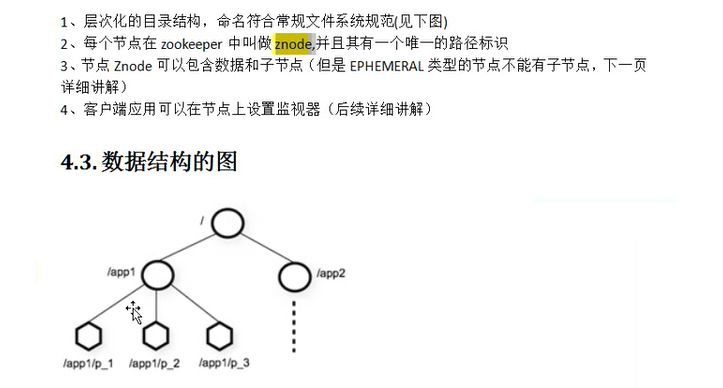 1、层次化的目录结构，命名符合常规文件系统规范(见下图)
2、每个节点在 zookeeper 中叫做 znode,并且其有一个唯一的路径标识
3、节点 Znode 可以包含数据和子节点（但是 EPHEMERAL 类型的节点不能有子节点，下一页
详细讲解）
4、客户端应用可以在节点上设置监视器（后续详细讲解）
4.3. 数据结构的图
/
/app1
/app2
/app1/p_1
/app1/p_2
/app1/p_3